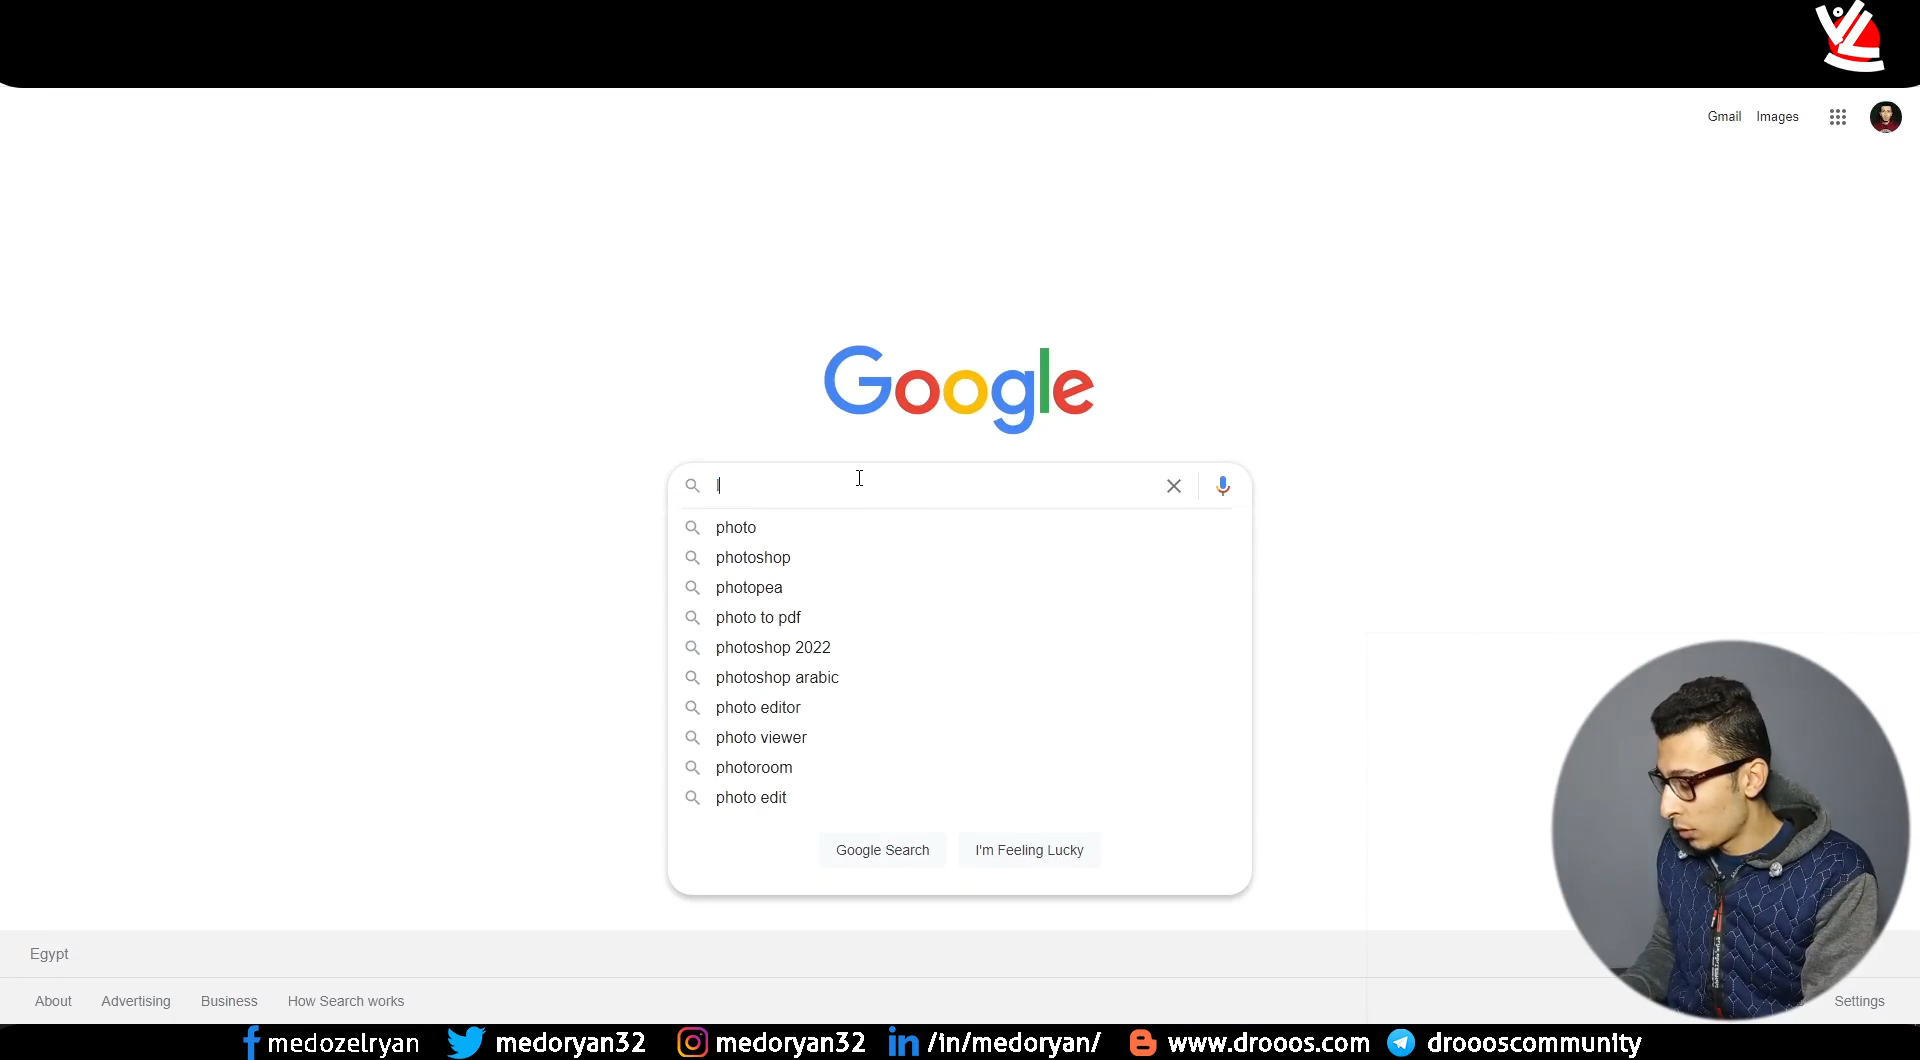 Gmail Images
Google
photo
photoshop
photopea
photo to pdf
photoshop 2022
photoshop arabic
photo editor
photo viewer
photoroom
photo edit
Google Search I'm Feeling Lucky
Egypt
About Advertising Business How Search works Settings
medozelryan medoryan32 medoryan32 /in/medoryan/ www.drooos.com droooscommunity